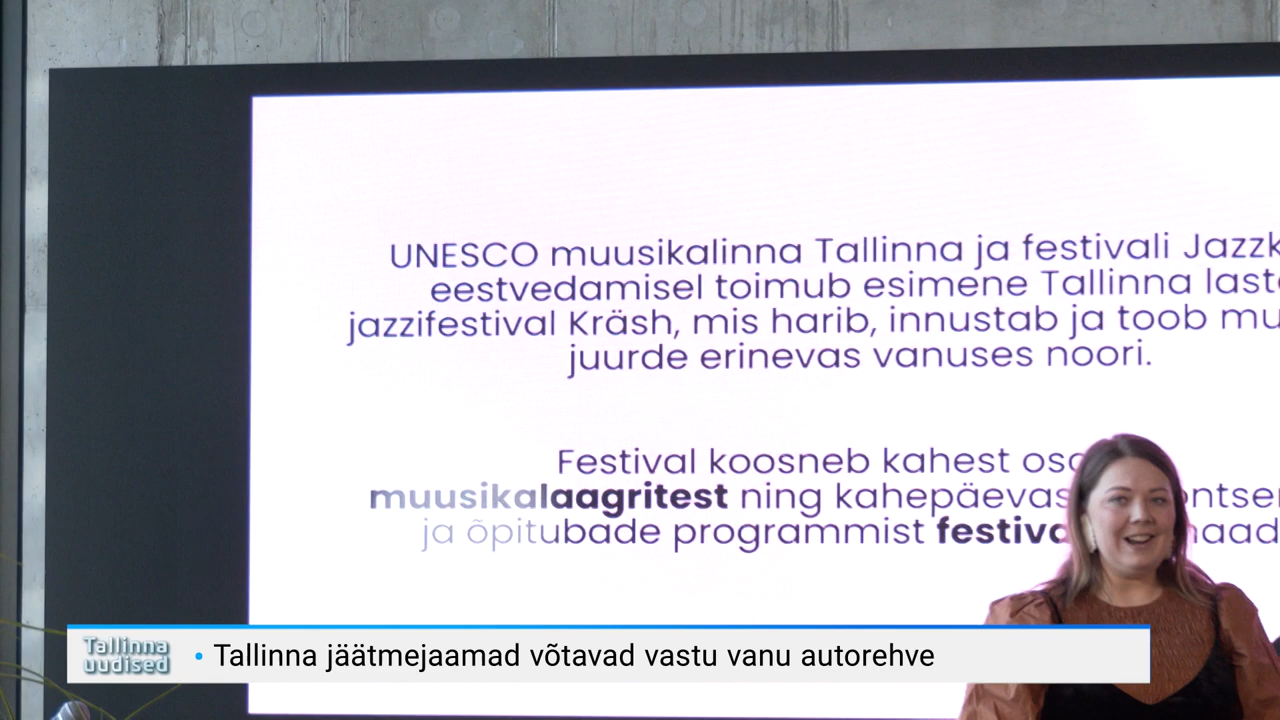 UNESCO muusikalinna Tallinna ja festivali
eestvedamisel toimub esimene Tallinna
jazzifestival Kräsh, mis harib, innustab ja toob
juurde erinevas vanuses noori.
Festival koosneb kahest
muusikalaagritest ning
ja õpitubade programmist
Tallinna uudised
• Tallinna jäätmejaamad võtavad vastu vanu autorehve